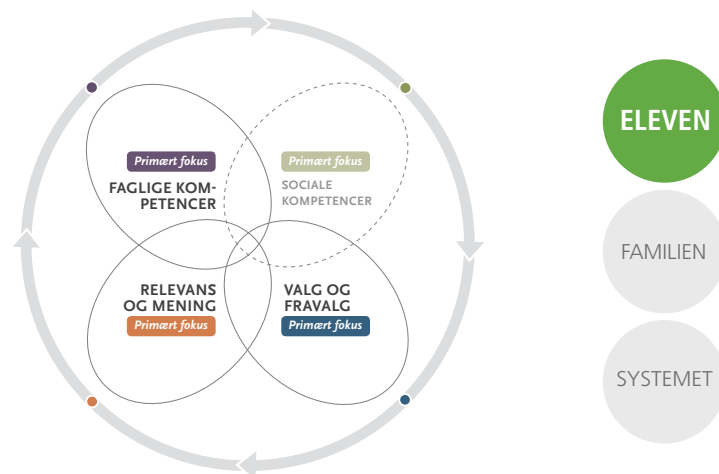 Primært fokus
FAGLIGE KOM-
PETENCER
Primært fokus
SOCIALE
KOMPETENCER
RELEVANS
OG MENING
Primært fokus
VALG OG
FRAVALG
Primært fokus
ELEVEN
FAMILIEN
SYSTEMET